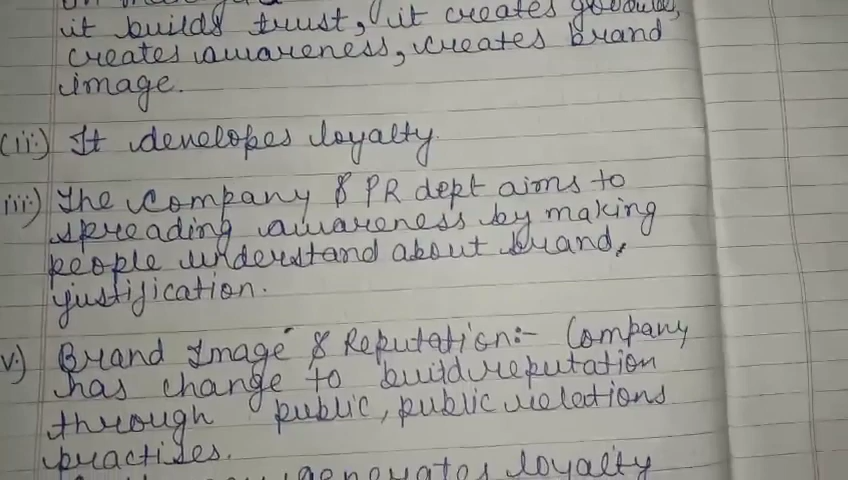 it builds trust, it creates goodwill,
creates awareness, creates brand
image.
(ii) It developes loyalty
iii) The company & PR dept aims to
spreading awareness by making
people understand about brand,
justification.
v.) Brand Image & Reputation:- Company
has change to build reputation
through public, public relations
practises.
generates loyalty